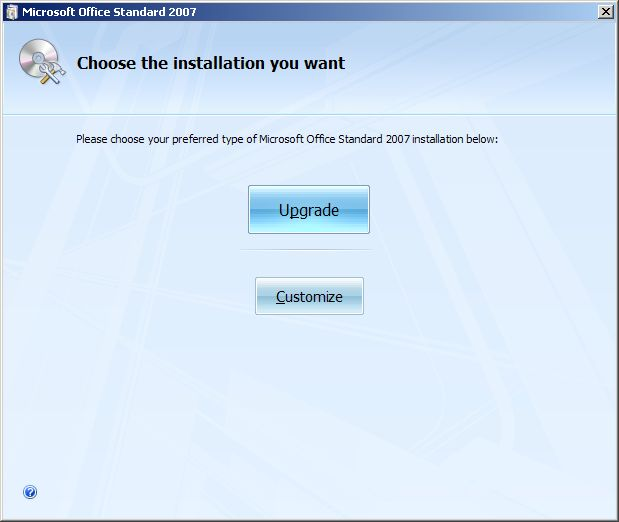 Microsoft Office Standard 2007
Choose the installation you want
Please choose your preferred type of Microsoft Office Standard 2007 installation below:
Upgrade
Customize
?